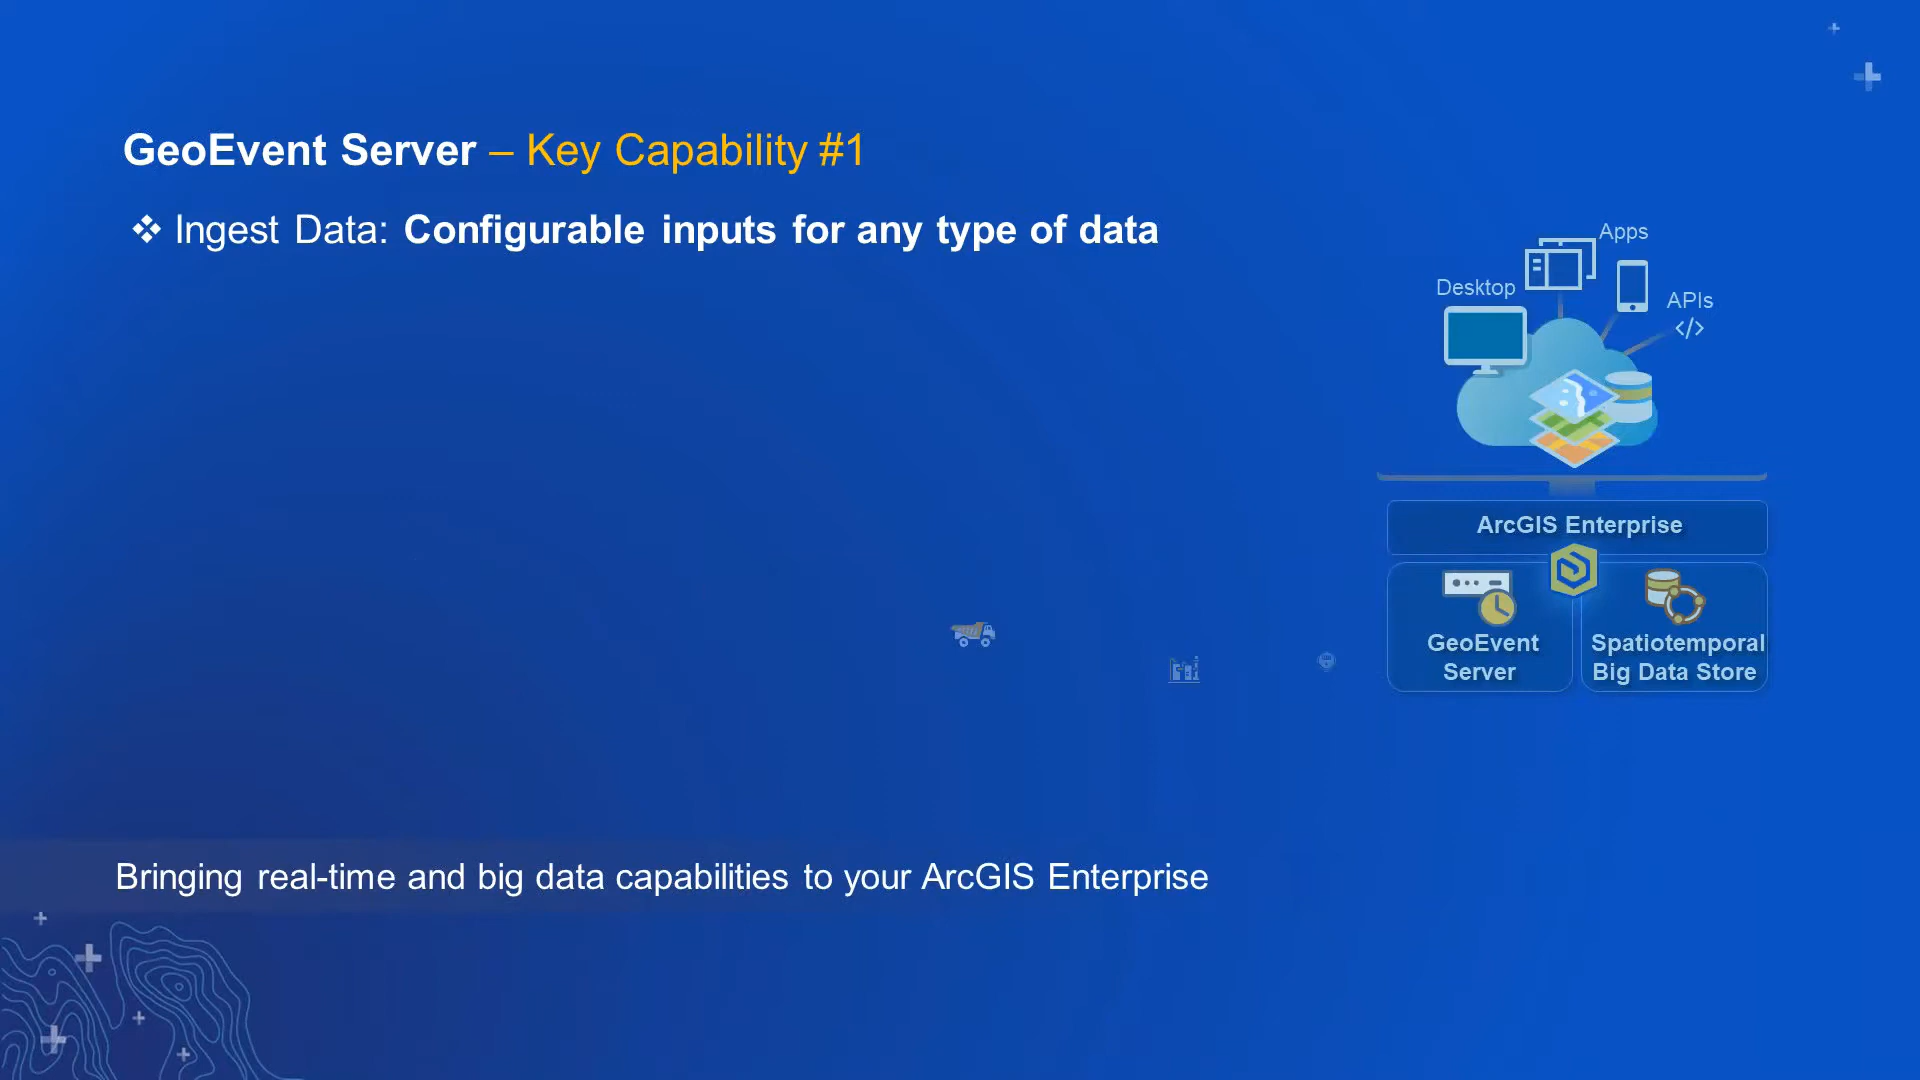 GeoEvent Server – Key Capability #1
❖ Ingest Data: Configurable inputs for any type of data
Apps
Desktop
APIs
</>
ArcGIS Enterprise
GeoEvent
Server
Spatiotemporal
Big Data Store
Bringing real-time and big data capabilities to your ArcGIS Enterprise